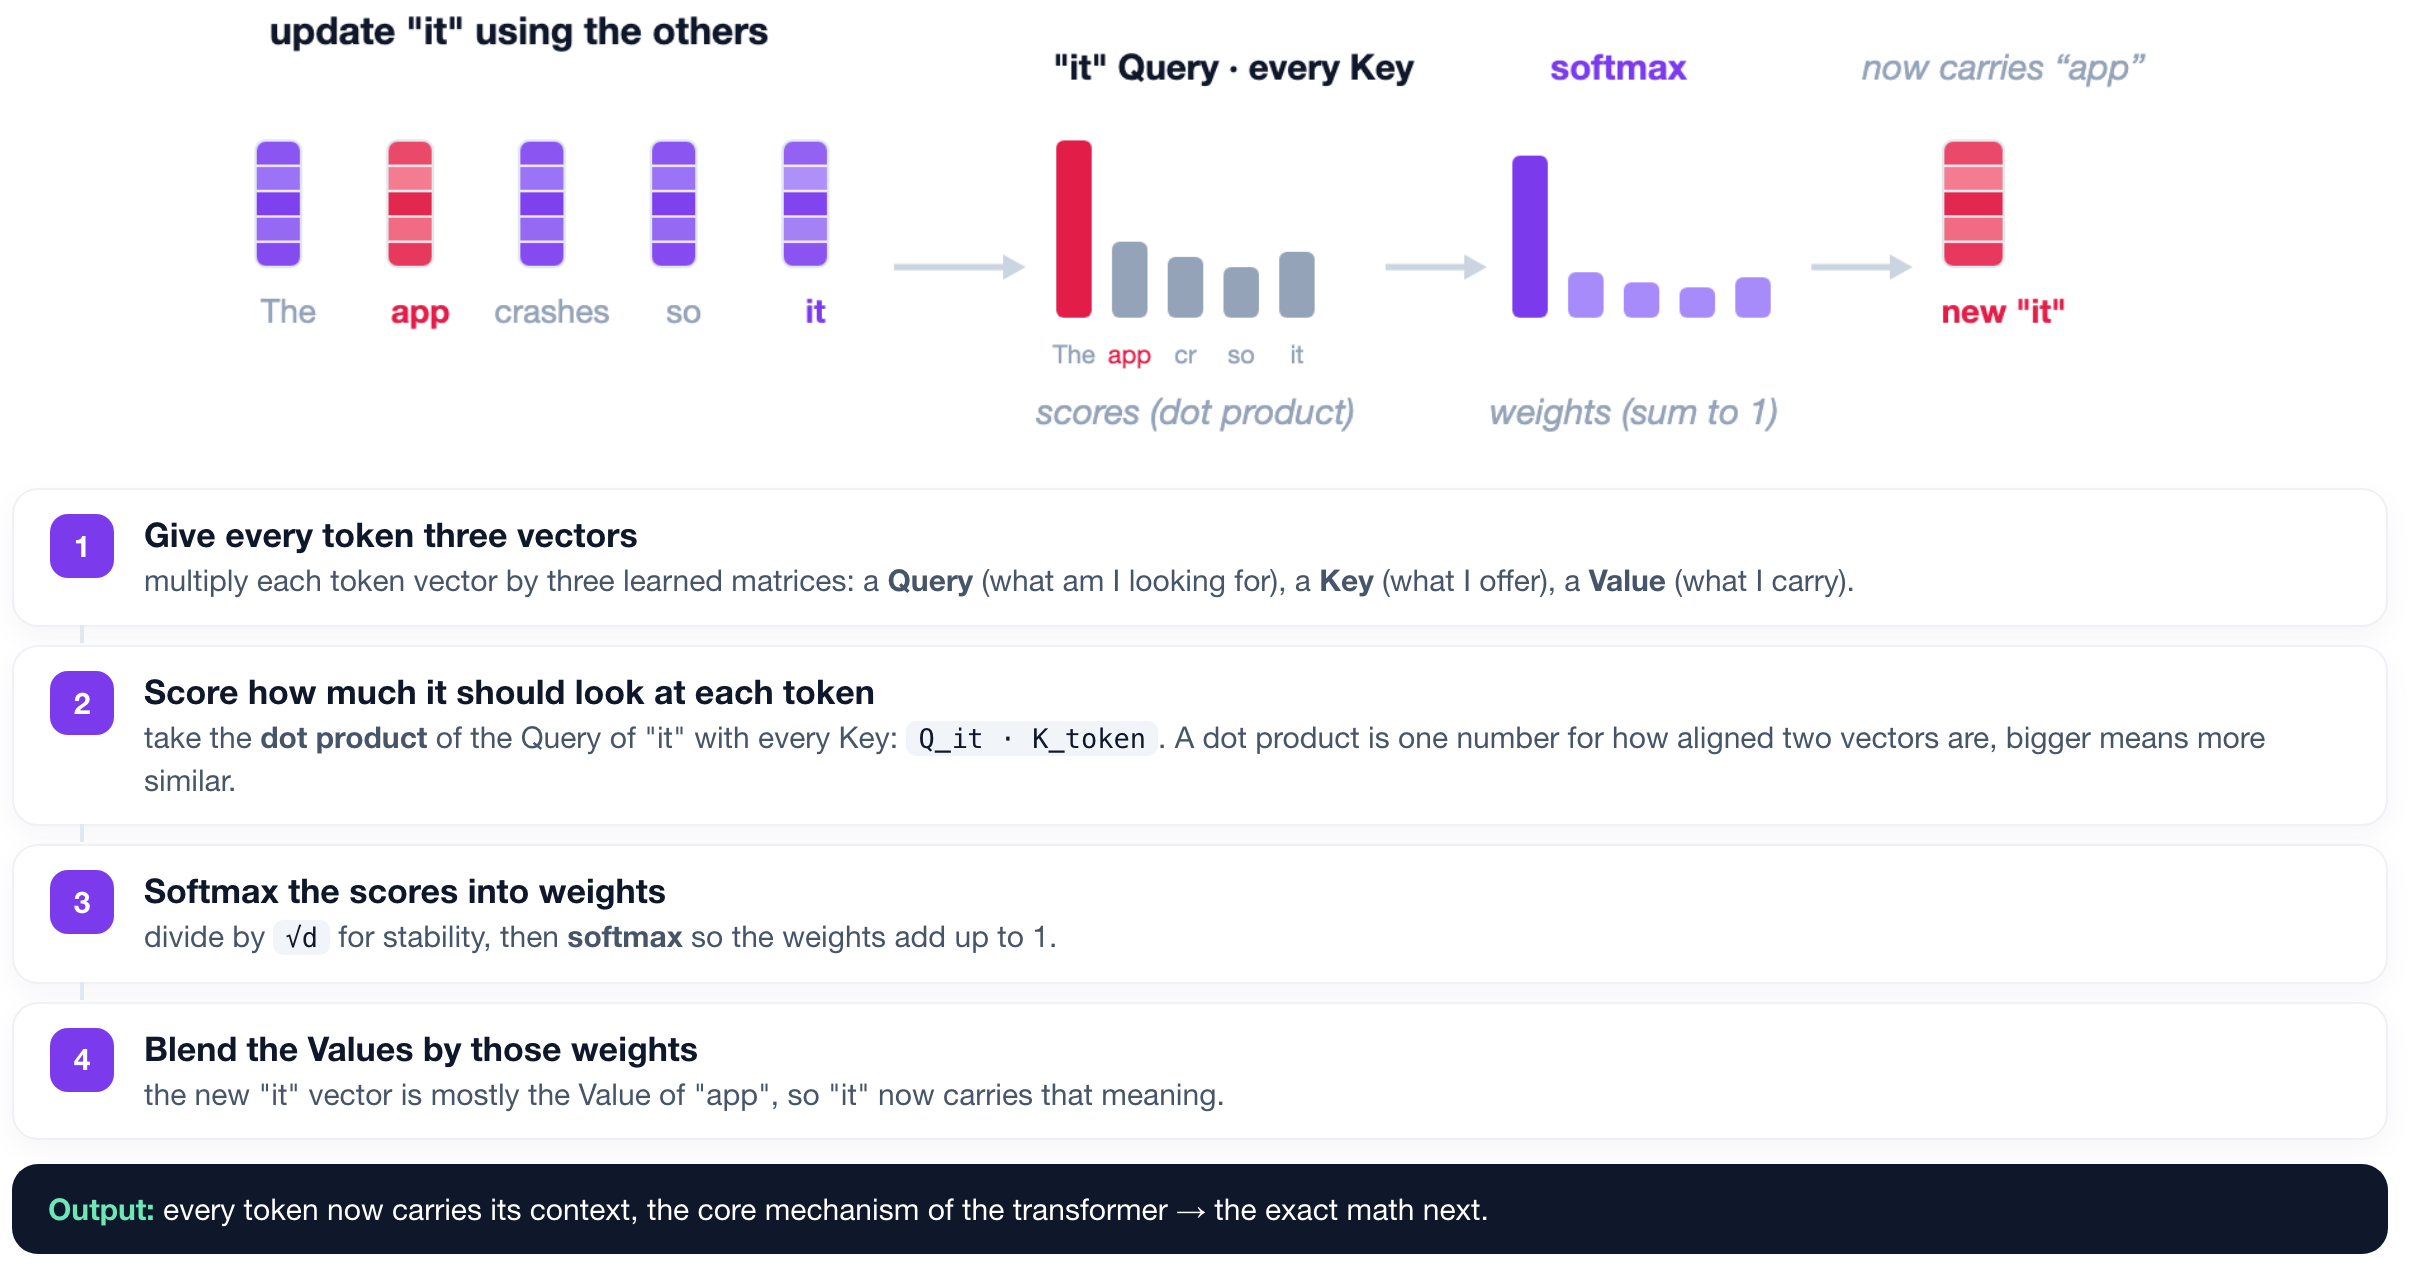 update "it" using the others
"it" Query · every Key
softmax
now carries “app”
The app crashes so it
new "it"
The app cr so it
scores (dot product)
weights (sum to 1)
1
Give every token three vectors
multiply each token vector by three learned matrices: a Query (what am I looking for), a Key (what I offer), a Value (what I carry).
2
Score how much it should look at each token
take the dot product of the Query of "it" with every Key: Q_it · K_token. A dot product is one number for how aligned two vectors are, bigger means more
similar.
3
Softmax the scores into weights
divide by √d for stability, then softmax so the weights add up to 1.
4
Blend the Values by those weights
the new "it" vector is mostly the Value of "app", so "it" now carries that meaning.
Output: every token now carries its context, the core mechanism of the transformer → the exact math next.